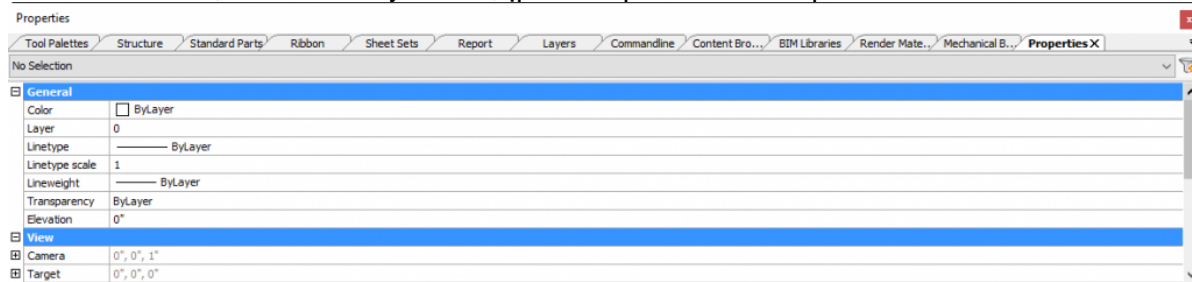 Properties
Tool Palettes Structure Standard Parts Ribbon Sheet Sets Report Layers Commandline Content Bro... BIM Libraries Render Mate... Mechanical B... Properties X
No Selection
General
Color ByLayer
Layer 0
Linetype ByLayer
Linetype scale 1
Lineweight ByLayer
Transparency ByLayer
Elevation 0"
View
Camera 0", 0", 1"
Target 0", 0", 0"